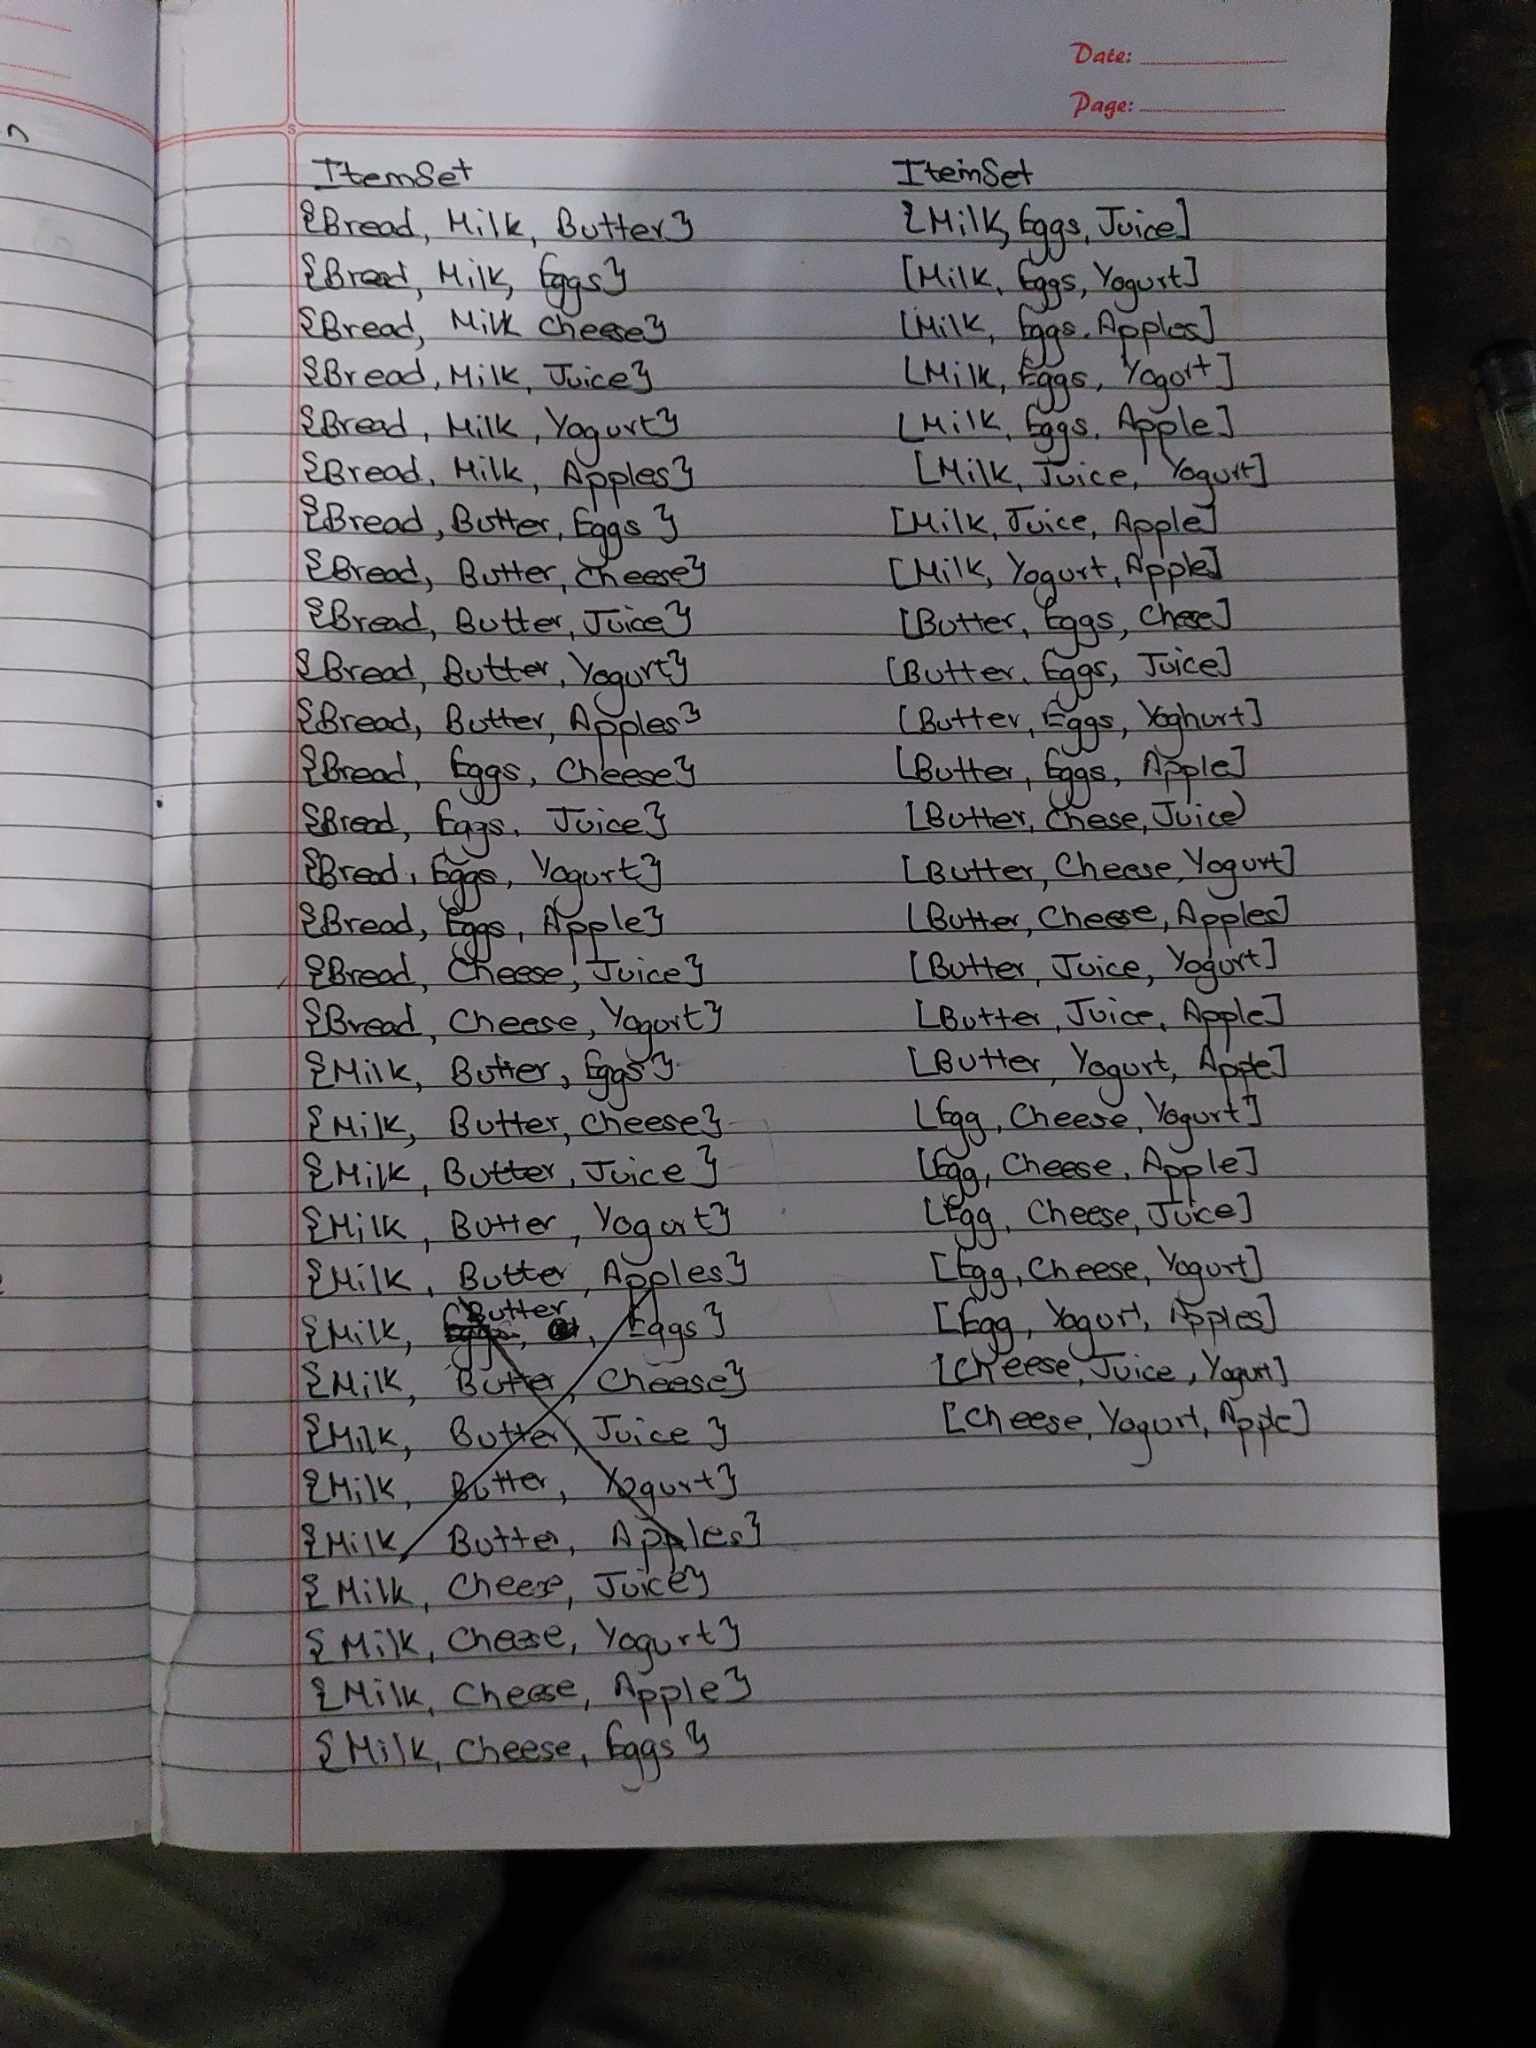 Date:
Page:
ItemSet
{Bread, Milk, Butter}
{Bread, Milk, Eggs}
{Bread, Milk Cheese}
{Bread, Milk, Juice}
{Bread, Milk, Yogurt}
{Bread, Milk, Apples}
{Bread, Butter, Eggs}
{Bread, Butter, Cheese}
{Bread, Butter, Juice}
{Bread, Butter, Yogurt}
{Bread, Butter, Apples}
{Bread, Eggs, Cheese}
{Bread, Eggs, Juice}
{Bread, Eggs, Yogurt}
{Bread, Eggs, Apple}
{Bread, Cheese, Juice}
{Bread, Cheese, Yogurt}
{Milk, Butter, Eggs}
{Milk, Butter, Cheese}
{Milk, Butter, Juice}
{Milk, Butter, Yogurt}
{Milk, Butter, Apples}
{Milk, Butter, Eggs}
{Milk, Butter, Cheese}
{Milk, Butter, Juice}
{Milk, Butter, Yogurt}
{Milk, Butter, Apples}
{Milk, Cheese, Juice}
{Milk, Cheese, Yogurt}
{Milk, Cheese, Apple}
{Milk, Cheese, Eggs}
ItemSet
{Milk, Eggs, Juice]
[Milk, Eggs, Yogurt]
[Milk, Eggs, Apples]
[Milk, Eggs, Yogort]
[Milk, Eggs, Apple]
[Milk, Juice, Yogurt]
[Milk, Juice, Apple]
[Milk, Yogurt, Apple]
[Butter, Eggs, Chese]
[Butter, Eggs, Juice]
[Butter, Eggs, Yoghurt]
[Butter, Eggs, Apple]
[Butter, Chese, Juice)
[Butter, Cheese, Yogurt]
[Butter, Cheese, Apples]
[Butter, Juice, Yogurt]
[Butter, Juice, Apple]
[Butter, Yogurt, Apple]
[Egg, Cheese, Yogurt]
[Egg, Cheese, Apple]
[Egg, Cheese, Juice]
[Egg, Cheese, Yogurt]
[Egg, Yogurt, Apples]
[Cheese, Juice, Yogurt]
[Cheese, Yogurt, Apple]